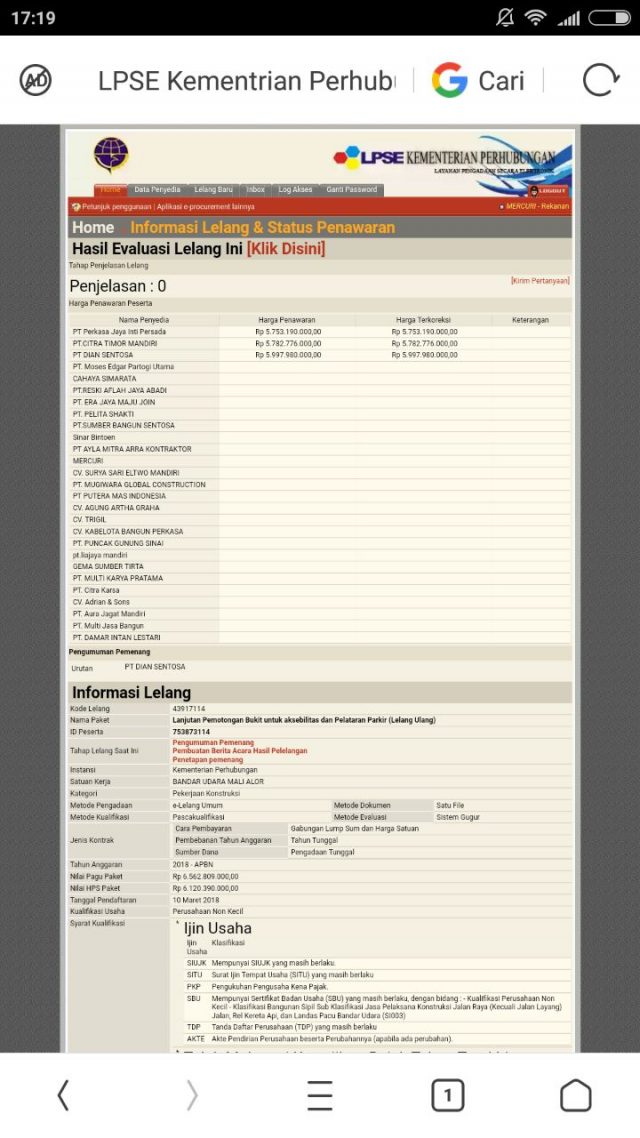 17:19
AD
LPSE Kementrian Perhub
Cari
LPSE KEMENTERIAN PERHUBUNGAN
LAYANAN PENGADAAN SECARA ELEKTRONIK
Home Data Penyedia Lelang Baru Inbox Log Akses Ganti Password LOGOUT
Petunjuk penggunaan | Aplikasi e-procurement lainnya MERCURI - Rekanan
Home Informasi Lelang & Status Penawaran
Hasil Evaluasi Lelang Ini [Klik Disini]
Tahap Penjelasan Lelang
Penjelasan : 0 [Kirim Pertanyaan]
Harga Penawaran Peserta
Nama Penyedia Harga Penawaran Harga Terkoreksi Keterangan
PT Perkasa Jaya Inti Persada Rp 5.753.190.000,00 Rp 5.753.190.000,00
PT.CITRA TIMOR MANDIRI Rp 5.782.776.000,00 Rp 5.782.776.000,00
PT DIAN SENTOSA Rp 5.997.980.000,00 Rp 5.997.980.000,00
PT. Moses Edgar Partogi Utama
CAHAYA SIMARATA
PT.RESKI AFLAH JAYA ABADI
PT. ERA JAYA MAJU JOIN
PT. PELITA SHAKTI
PT.SUMBER BANGUN SENTOSA
Sinar Bintoen
PT AYLA MITRA ARRA KONTRAKTOR
MERCURI
CV. SURYA SARI ELTWO MANDIRI
PT. MUGIWARA GLOBAL CONSTRUCTION
PT PUTERA MAS INDONESIA
CV. AGUNG ARTHA GRAHA
CV. TRIGIL
CV. KABELOTA BANGUN PERKASA
PT. PUNCAK GUNUNG SINAI
pt.liajaya mandiri
GEMA SUMBER TIRTA
PT. MULTI KARYA PRATAMA
PT. Citra Karsa
CV. Adrian & Sons
PT. Aura Jagat Mandiri
PT. Multi Jasa Bangun
PT. DAMAR INTAN LESTARI
Pengumuman Pemenang
Urutan PT DIAN SENTOSA
Informasi Lelang
Kode Lelang 43917114
Nama Paket Lanjutan Pemotongan Bukit untuk aksebilitas dan Pelataran Parkir (Lelang Ulang)
ID Peserta 753873114
Tahap Lelang Saat Ini Pengumuman Pemenang
Pembuatan Berita Acara Hasil Pelelangan
Penetapan pemenang
Instansi Kementerian Perhubungan
Satuan Kerja BANDAR UDARA MALI ALOR
Kategori Pekerjaan Konstruksi
Metode Pengadaan e-Lelang Umum Metode Dokumen Satu File
Metode Kualifikasi Pascakualifikasi Metode Evaluasi Sistem Gugur
Jenis Kontrak Cara Pembayaran Gabungan Lump Sum dan Harga Satuan
Pembebanan Tahun Anggaran Tahun Tunggal
Sumber Dana Pengadaan Tunggal
Tahun Anggaran 2018 - APBN
Nilai Pagu Paket Rp 6.562.809.000,00
Nilai HPS Paket Rp 6.120.390.000,00
Tanggal Pendaftaran 10 Maret 2018
Kualifikasi Usaha Perusahaan Non Kecil
Syarat Kualifikasi * Ijin Usaha
Ijin Usaha Klasifikasi
SIUJK Mempunyai SIUJK yang masih berlaku.
SITU Surat Ijin Tempat Usaha (SITU) yang masih berlaku
PKP Pengukuhan Pengusaha Kena Pajak.
SBU Mempunyai Sertifikat Badan Usaha (SBU) yang masih berlaku, dengan bidang : - Kualifikasi Perusahaan Non
Kecil - Klasifikasi Bangunan Sipil Sub Klasifikasi Jasa Pelaksana Konstruksi Jalan Raya (Kecuali Jalan Layang)
Jalan, Rel Kereta Api, dan Landas Pacu Bandar Udara (SI003)
TDP Tanda Daftar Perusahaan (TDP) yang masih berlaku
AKTE Akte Pendirian Perusahaan beserta Perubahannya (apabila ada perubahan).
1